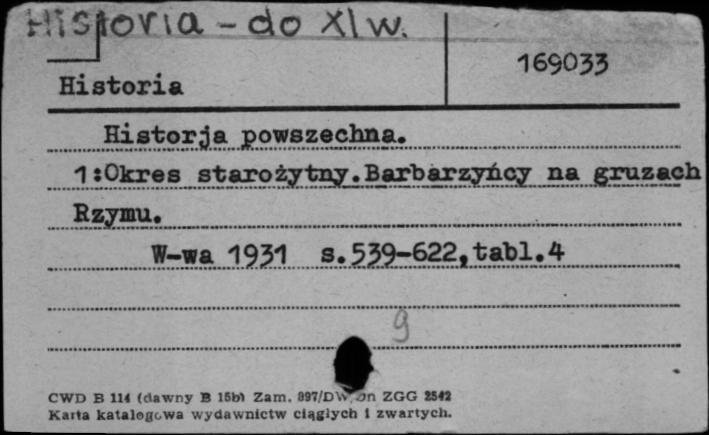 Historia - do XI w.
169033
Historia
Historja powszechna.
1:Okres starożytny.Barbarzyńcy na gruzach
Rzymu.
W-wa 1931 s.539-622,tabl.4
9
CWD B 114 (dawny B 15b) Zam. 897/DW ZGG 2542
Karta katalogowa wydawnictw ciągłych i zwartych.